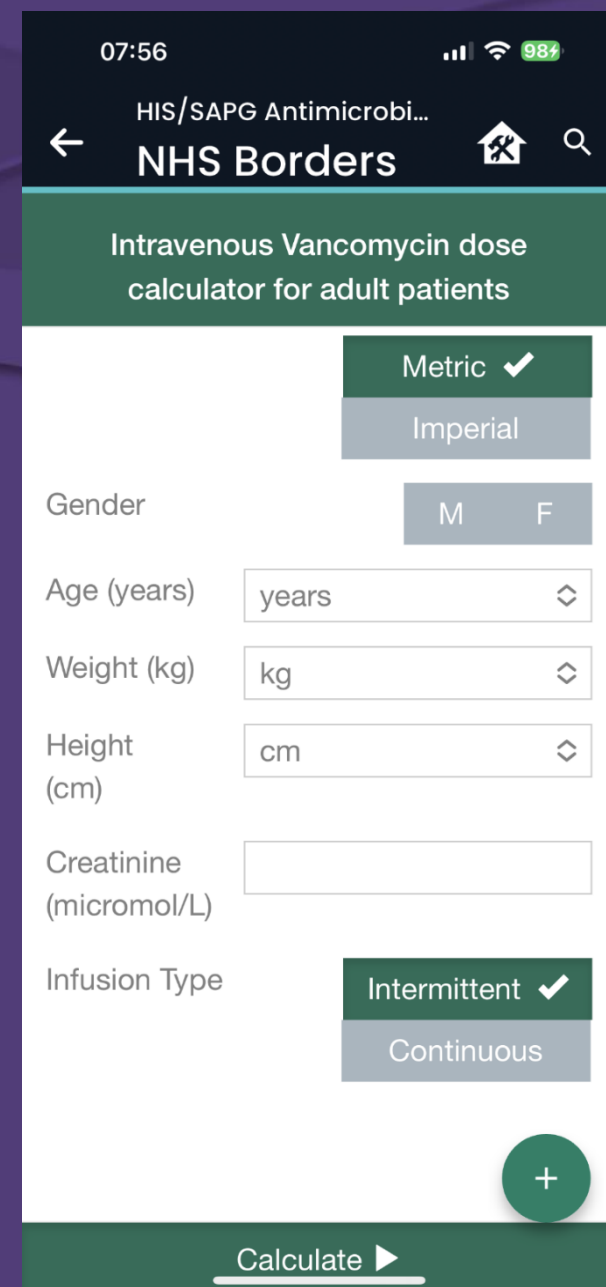 07:56
98
HIS/SAPG Antimicrobi...
NHS Borders
Intravenous Vancomycin dose
calculator for adult patients
Metric
Imperial
Gender
M F
Age (years)
years
Weight (kg)
kg
Height
(cm)
cm
Creatinine
(micromol/L)
Infusion Type
Intermittent
Continuous
+
Calculate